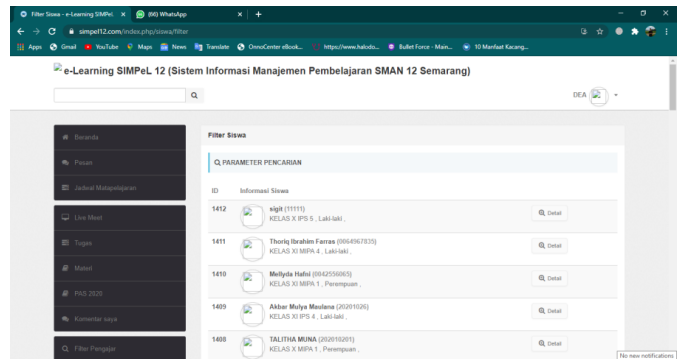 Filter Siswa - e-Learning SIMPeL
(66) WhatsApp
simpel12.com/index.php/siswa/filter
Apps Gmail YouTube Maps News Translate OnnoCenter eBook... https://www.halodo... Bullet Force - Main... 10 Manfaat Kacang...
e-Learning SIMPeL 12 (Sistem Informasi Manajemen Pembelajaran SMAN 12 Semarang)
DEA
Beranda
Pesan
Jadwal Matapelajaran
Live Meet
Tugas
Materi
PAS 2020
Komentar saya
Filter Pengajar
Filter Siswa
PARAMETER PENCARIAN
ID Informasi Siswa
1412 sigit (11111)
KELAS X IPS 5 , Laki-laki ,
Detail
1411 Thoriq Ibrahim Farras (0064967835)
KELAS XI MIPA 4 , Laki-laki ,
Detail
1410 Mellyda Hafni (0042556065)
KELAS XI MIPA 1 , Perempuan ,
Detail
1409 Akbar Mulya Maulana (20201026)
KELAS XI IPS 4 , Laki-laki ,
Detail
1408 TALITHA MUNA (202010201)
KELAS X MIPA 1 , Perempuan ,
Detail
No new notifications